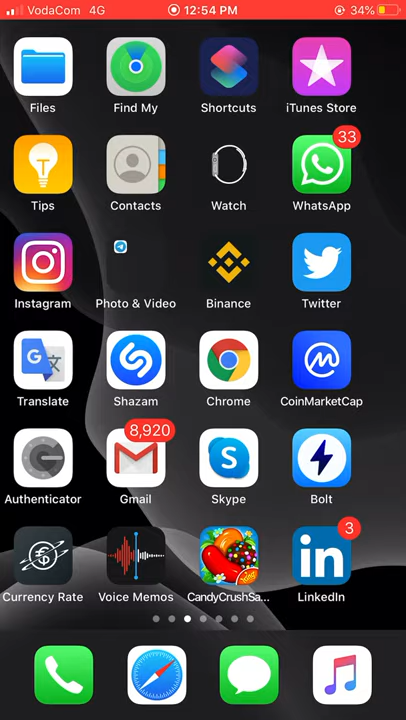 VodaCom 4G 12:54 PM 34%
Files Find My Shortcuts iTunes Store
33
Tips Contacts Watch WhatsApp
Instagram Photo & Video Binance Twitter
G
Translate Shazam Chrome CoinMarketCap
8,920
Authenticator Gmail Skype Bolt
3
Currency Rate Voice Memos CandyCrushSa... LinkedIn